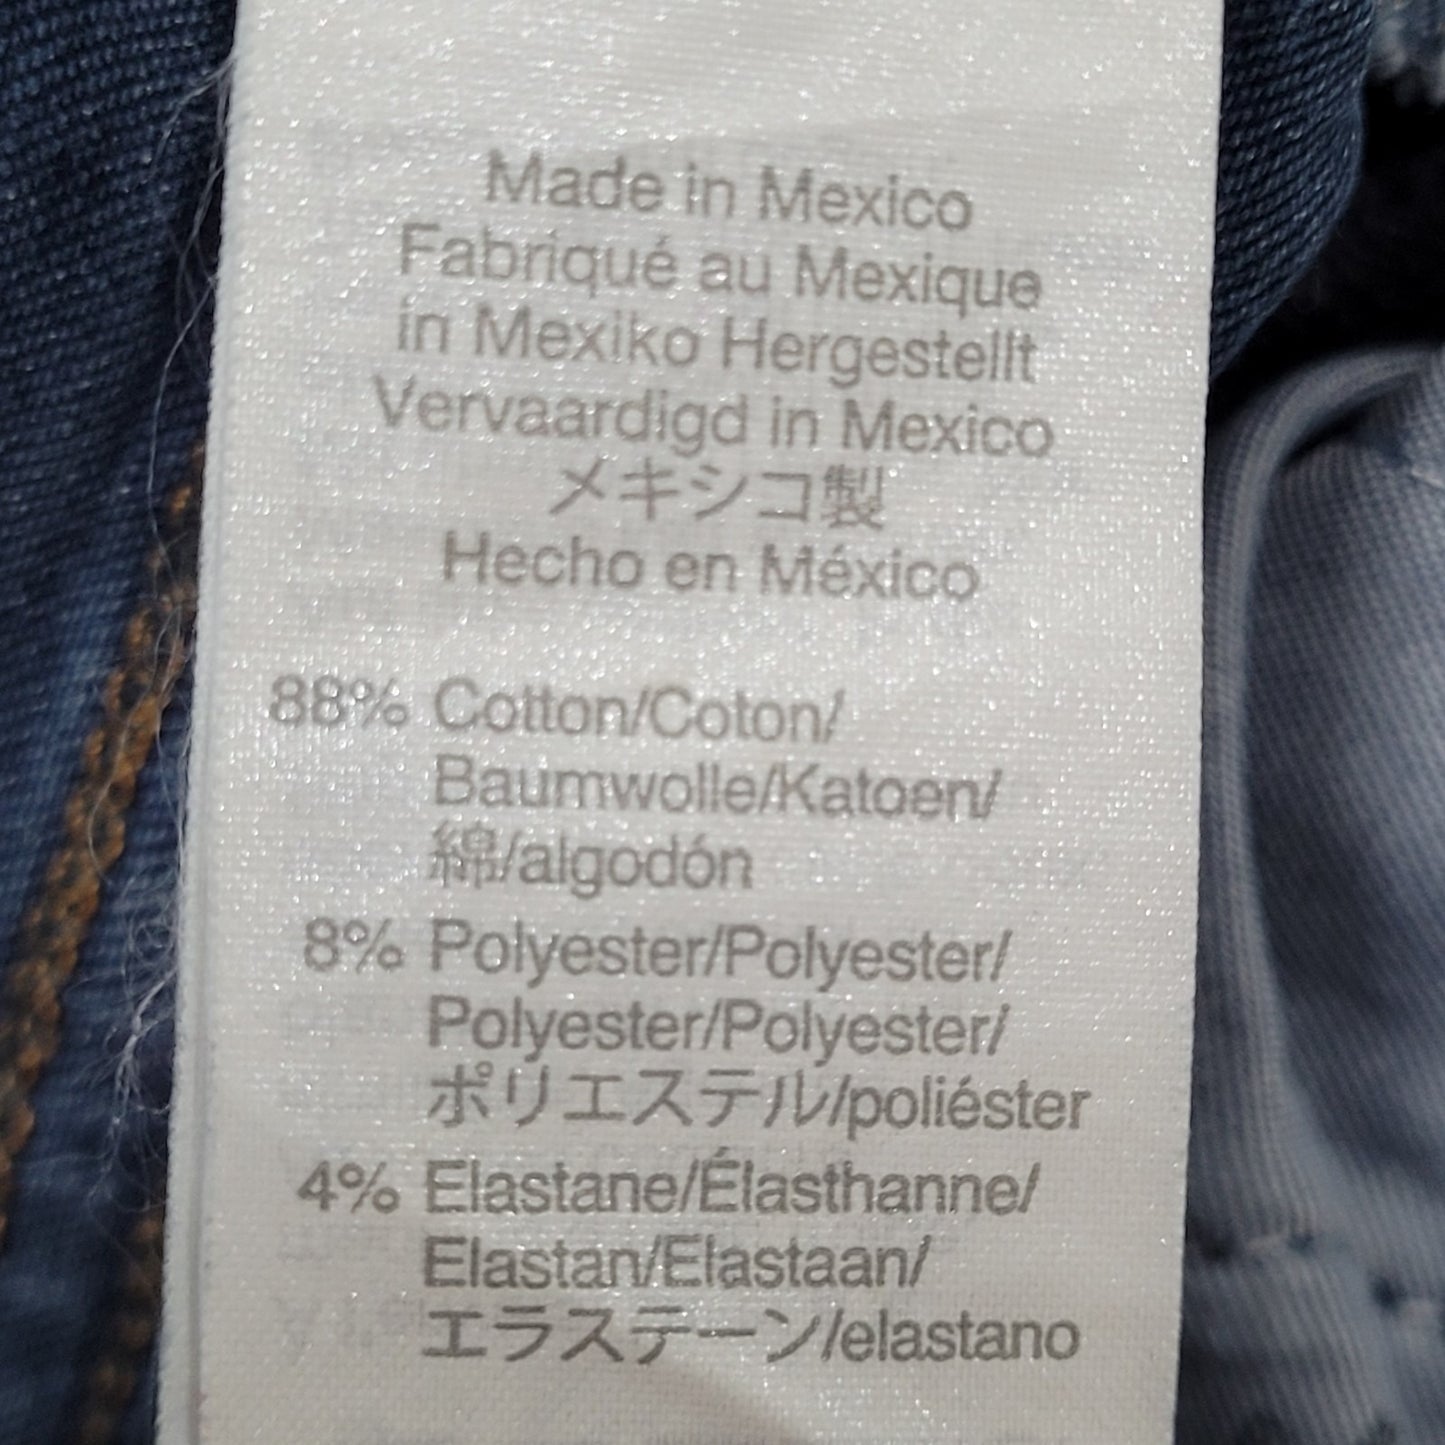 Made in Mexico
Fabriqué au Mexique
in Mexiko Hergestellt
Vervaardigd in Mexico
メキシコ製
Hecho en México
88% Cotton/Coton/
Baumwolle/Katoen/
綿/algodón
8% Polyester/Polyester/
Polyester/Polyester/
ポリエステル/poliéster
4% Elastane/Élasthanne/
Elastan/Elastaan/
エラステーン/elastano